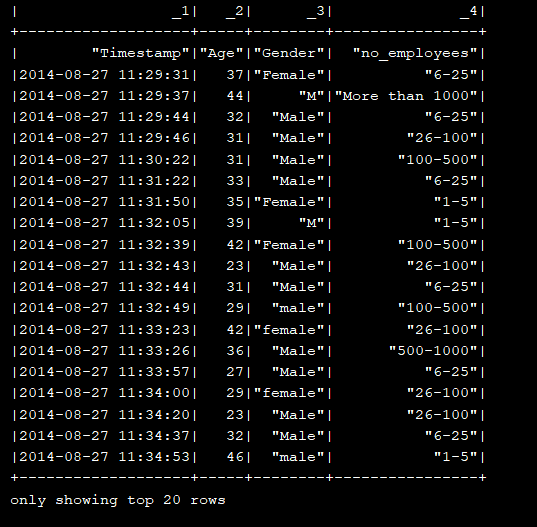 |                 _1|   _2|      _3|              _4|
+-------------------+-----+--------+----------------+
|        "Timestamp"|"Age"|"Gender"|  "no_employees"|
|2014-08-27 11:29:31|   37|"Female"|          "6-25"|
|2014-08-27 11:29:37|   44|     "M"|"More than 1000"|
|2014-08-27 11:29:44|   32|  "Male"|          "6-25"|
|2014-08-27 11:29:46|   31|  "Male"|        "26-100"|
|2014-08-27 11:30:22|   31|  "Male"|       "100-500"|
|2014-08-27 11:31:22|   33|  "Male"|          "6-25"|
|2014-08-27 11:31:50|   35|"Female"|           "1-5"|
|2014-08-27 11:32:05|   39|     "M"|           "1-5"|
|2014-08-27 11:32:39|   42|"Female"|       "100-500"|
|2014-08-27 11:32:43|   23|  "Male"|        "26-100"|
|2014-08-27 11:32:44|   31|  "Male"|          "6-25"|
|2014-08-27 11:32:49|   29|  "male"|       "100-500"|
|2014-08-27 11:33:23|   42|"female"|        "26-100"|
|2014-08-27 11:33:26|   36|  "Male"|      "500-1000"|
|2014-08-27 11:33:57|   27|  "Male"|          "6-25"|
|2014-08-27 11:34:00|   29|"female"|        "26-100"|
|2014-08-27 11:34:20|   23|  "Male"|        "26-100"|
|2014-08-27 11:34:37|   32|  "Male"|          "6-25"|
|2014-08-27 11:34:53|   46|  "male"|           "1-5"|
+-------------------+-----+--------+----------------+
only showing top 20 rows